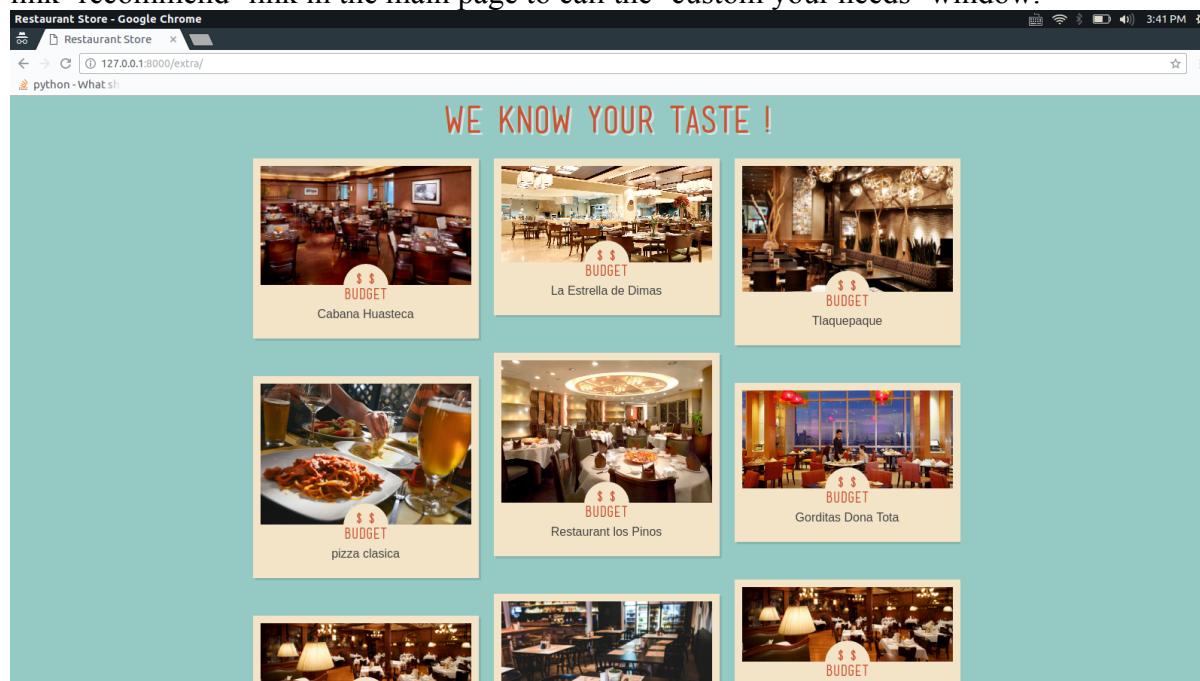 link recommend link in the main page to call the custom your needs window.
Restaurant Store - Google Chrome
3:41 PM
Restaurant Store ×
127.0.0.1:8000/extra/
python - What sh
WE KNOW YOUR TASTE !
$ $
BUDGET
Cabana Huasteca
$ $
BUDGET
La Estrella de Dimas
$ $
BUDGET
Tlaquepaque
$ $
BUDGET
pizza clasica
$ $
BUDGET
Restaurant los Pinos
$ $
BUDGET
Gorditas Dona Tota
$ $
BUDGET